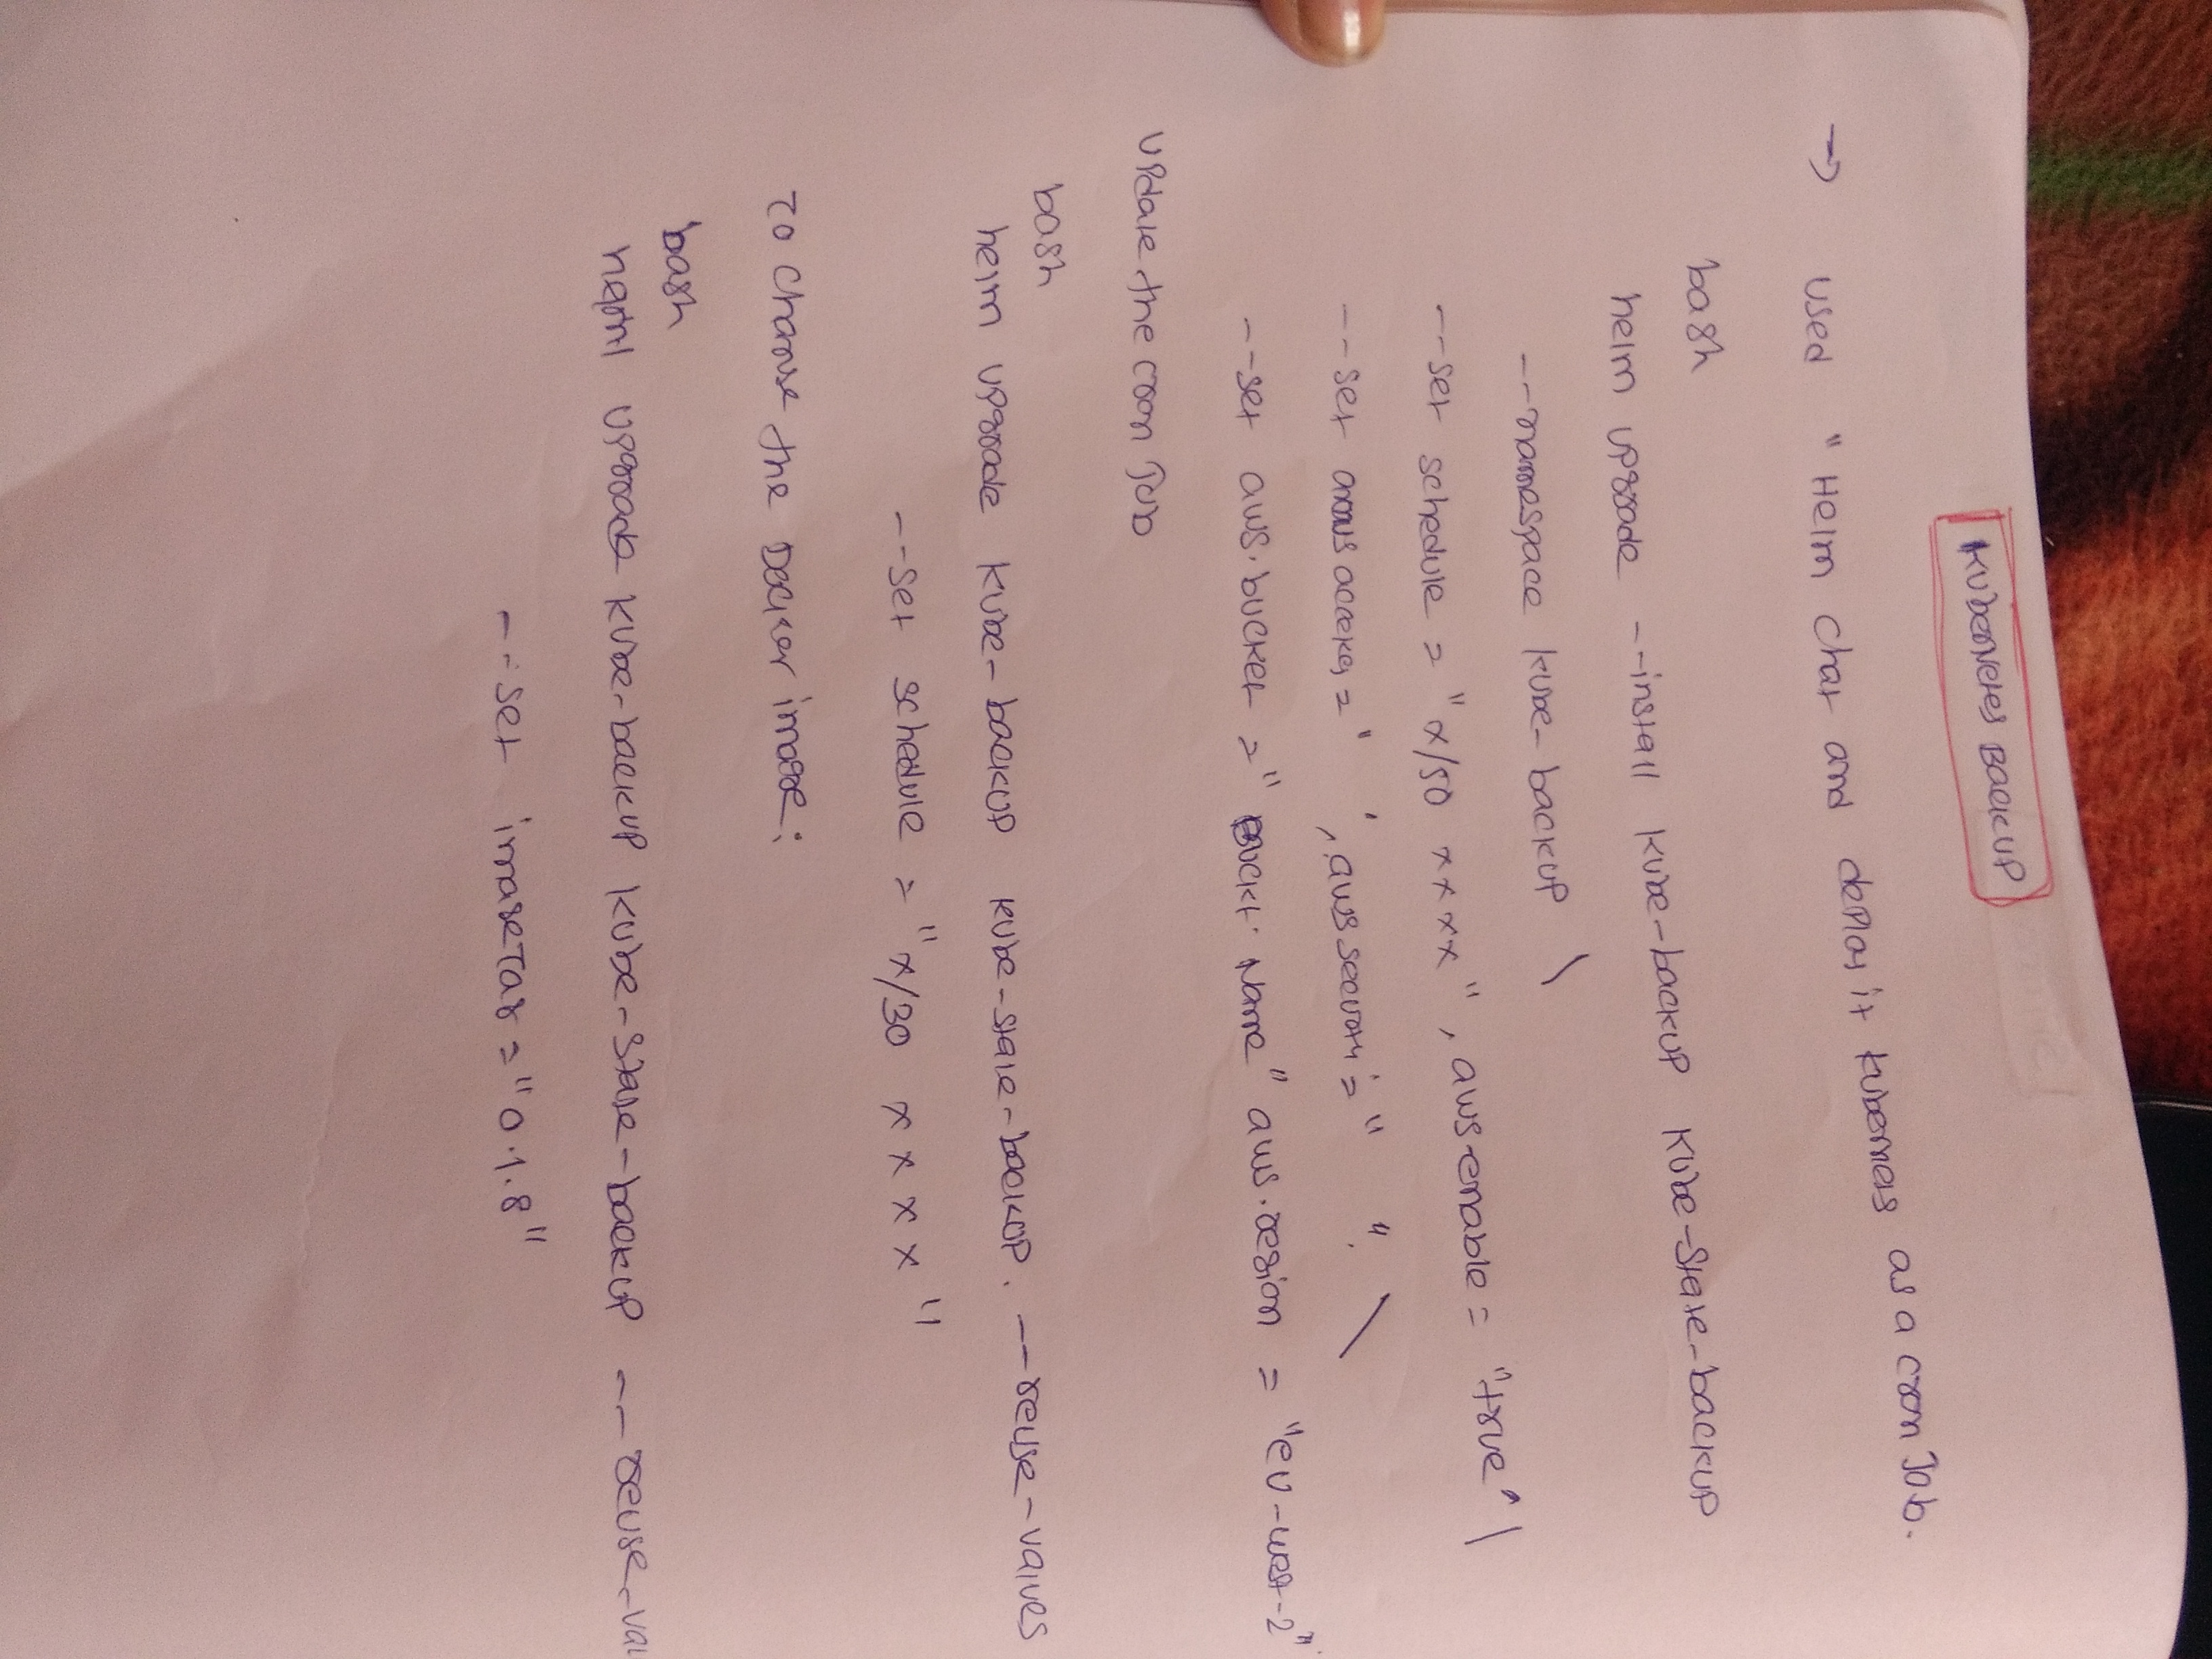 Kubernetes Backup
→ Used "Helm Chat and deploy it Kuberneis as a cron Job.
bash
helm upgrade --install kube-backup kube-state-backup
--namespace kube-backup \
--set schedule = "*/50 ****", aws-enable = "true" \
--set = " ", aws = " ". \
--set aws.bucket = "Buckt. Name" aws.region = "eu-west-2"
Update the cron Job
bash
helm upgrade kube-backup kube-state-backup. --reuse-values
--set schedule = "*/30 * * * *"
To change the Docker image:
bash
helm upgrade kube-backup kube-state-backup --reuse-val
--set imageTag = "0.1.8"